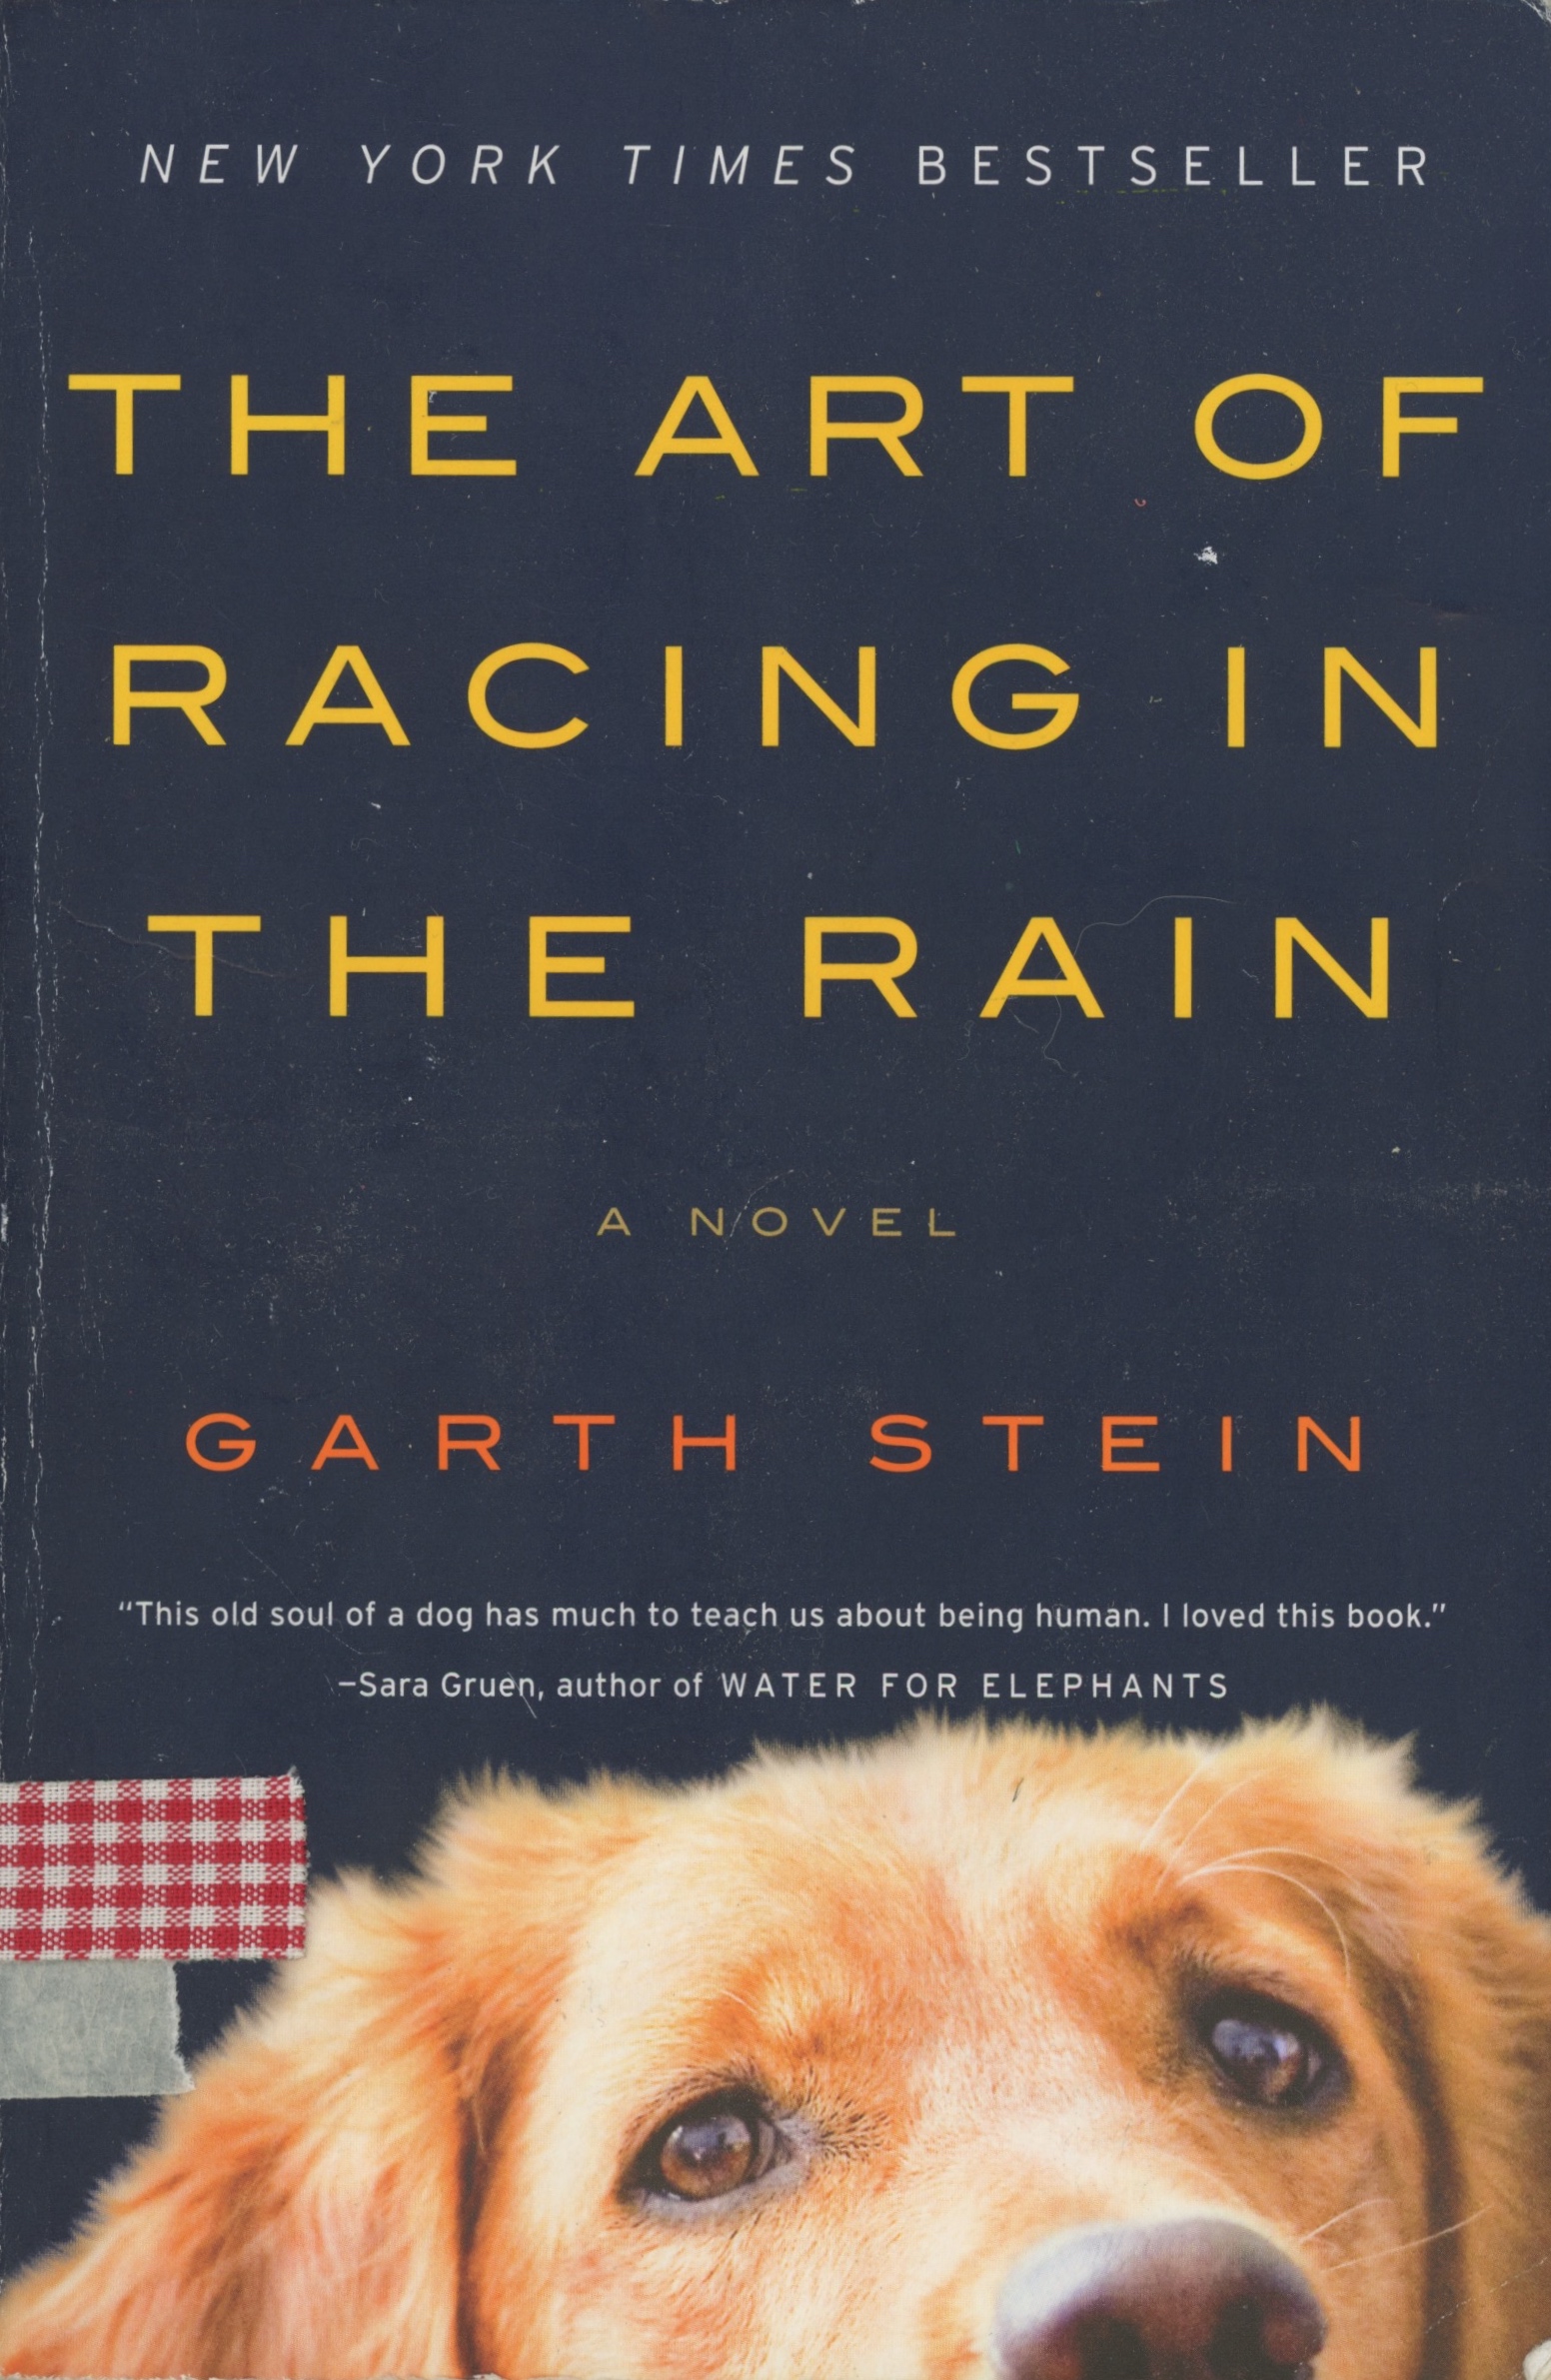 NEW YORK TIMES BESTSELLER
THE ART OF
RACING IN
THE RAIN
A NOVEL
GARTH STEIN
“This old soul of a dog has much to teach us about being human. I loved this book.”
–Sara Gruen, author of WATER FOR ELEPHANTS